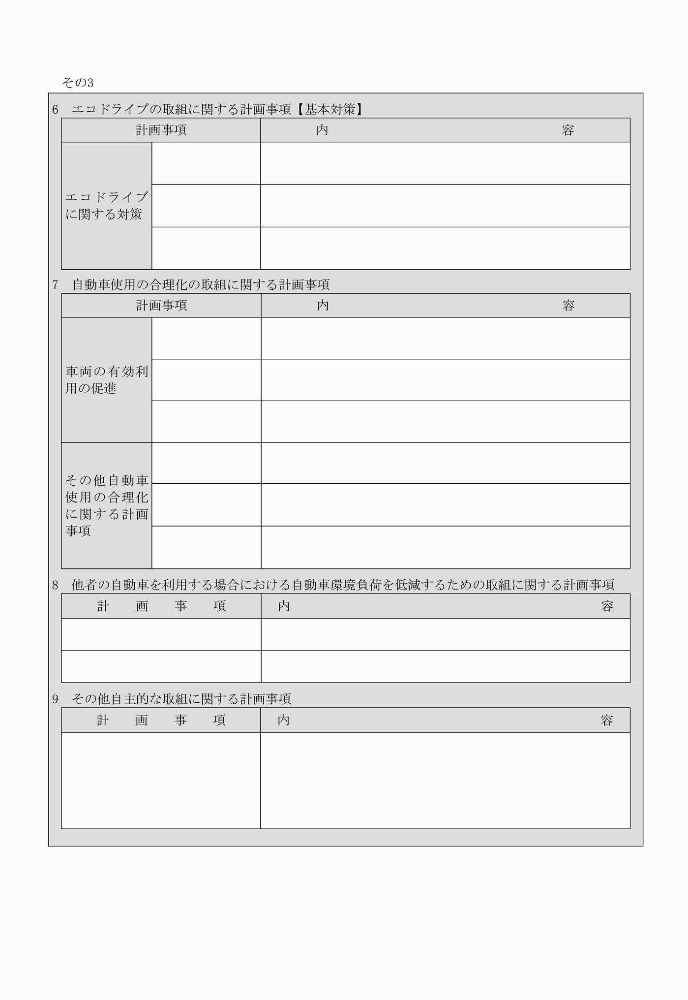 その3
6　エコドライブの取組に関する計画事項【基本対策】
計画事項　内　容
エコドライブ
に関する対策
7　自動車使用の合理化の取組に関する計画事項
計画事項　内　容
車両の有効利
用の促進
その他自動車
使用の合理化
に関する計画
事項
8　他者の自動車を利用する場合における自動車環境負荷を低減するための取組に関する計画事項
計　画　事　項　内　容
9　その他自主的な取組に関する計画事項
計　画　事　項　内　容